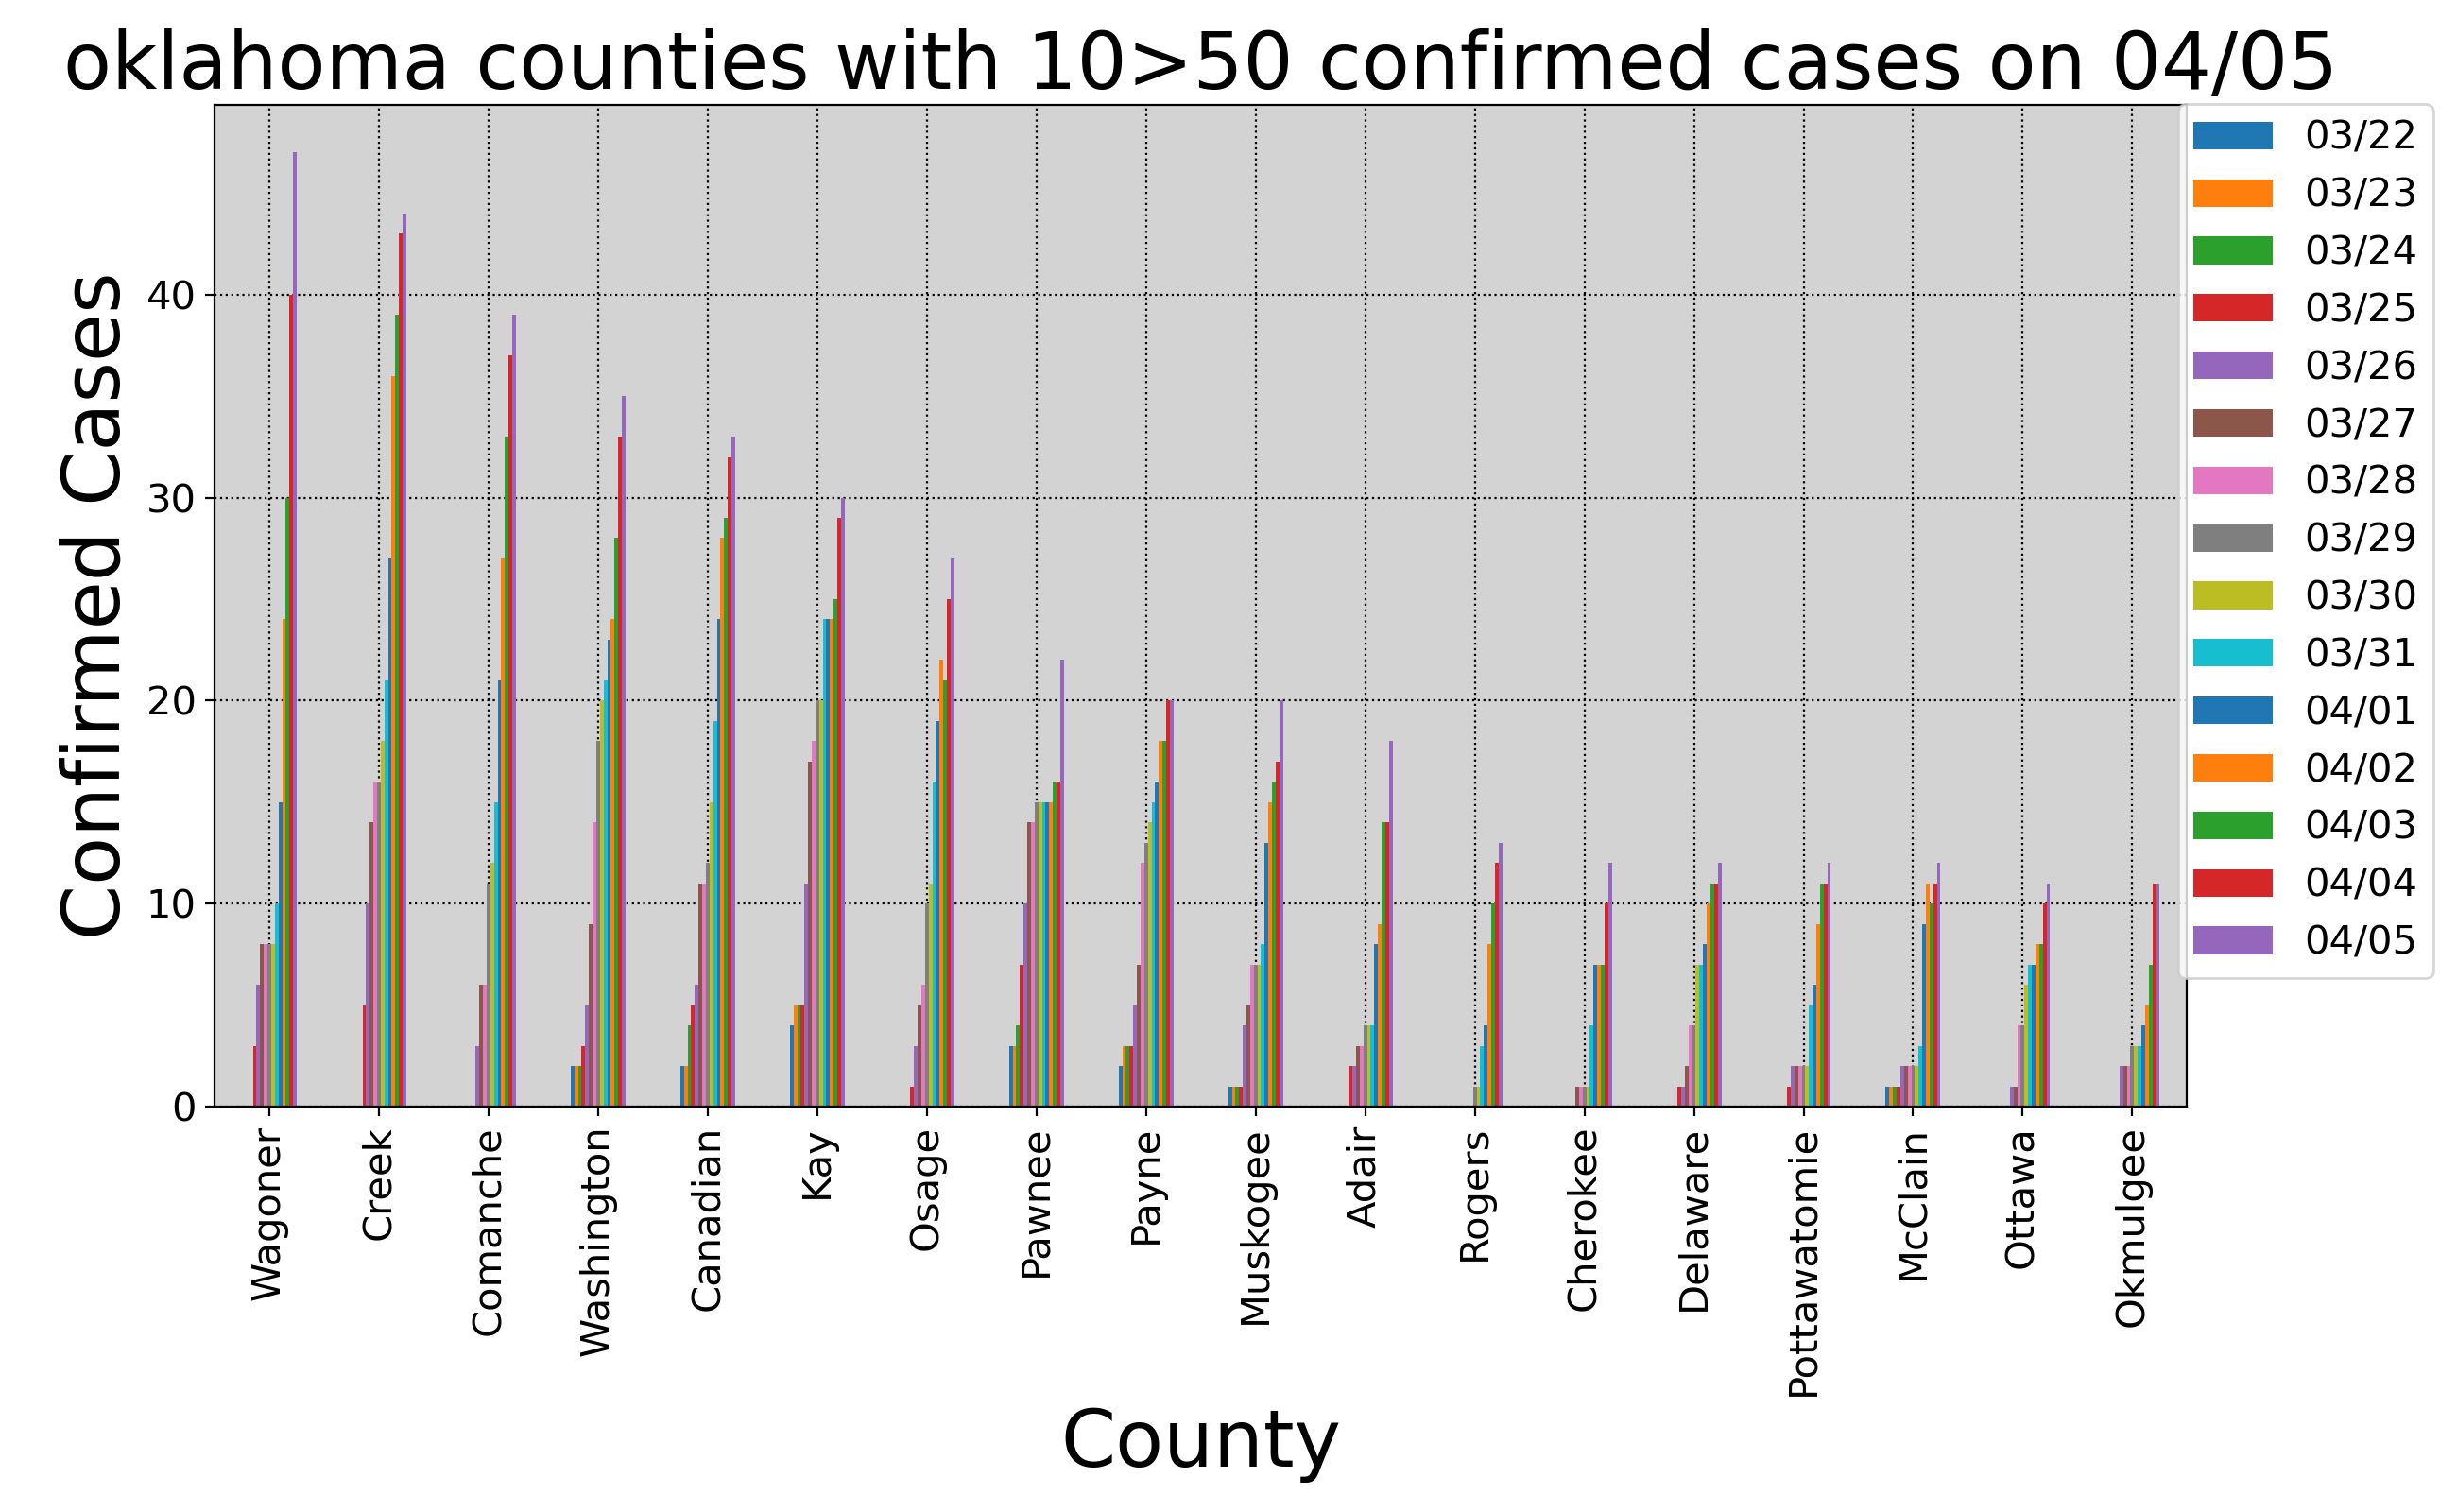 oklahoma counties with 10>50 confirmed cases on 04/05
Confirmed Cases
40
30
20
10
0
03/22
03/23
03/24
03/25
03/26
03/27
03/28
03/29
03/30
03/31
04/01
04/02
04/03
04/04
04/05
Wagoner
Creek
Comanche
Washington
Canadian
Kay
Osage
Pawnee
Payne
Muskogee
Adair
Rogers
Cherokee
Delaware
Pottawatomie
McClain
Ottawa
Okmulgee
County